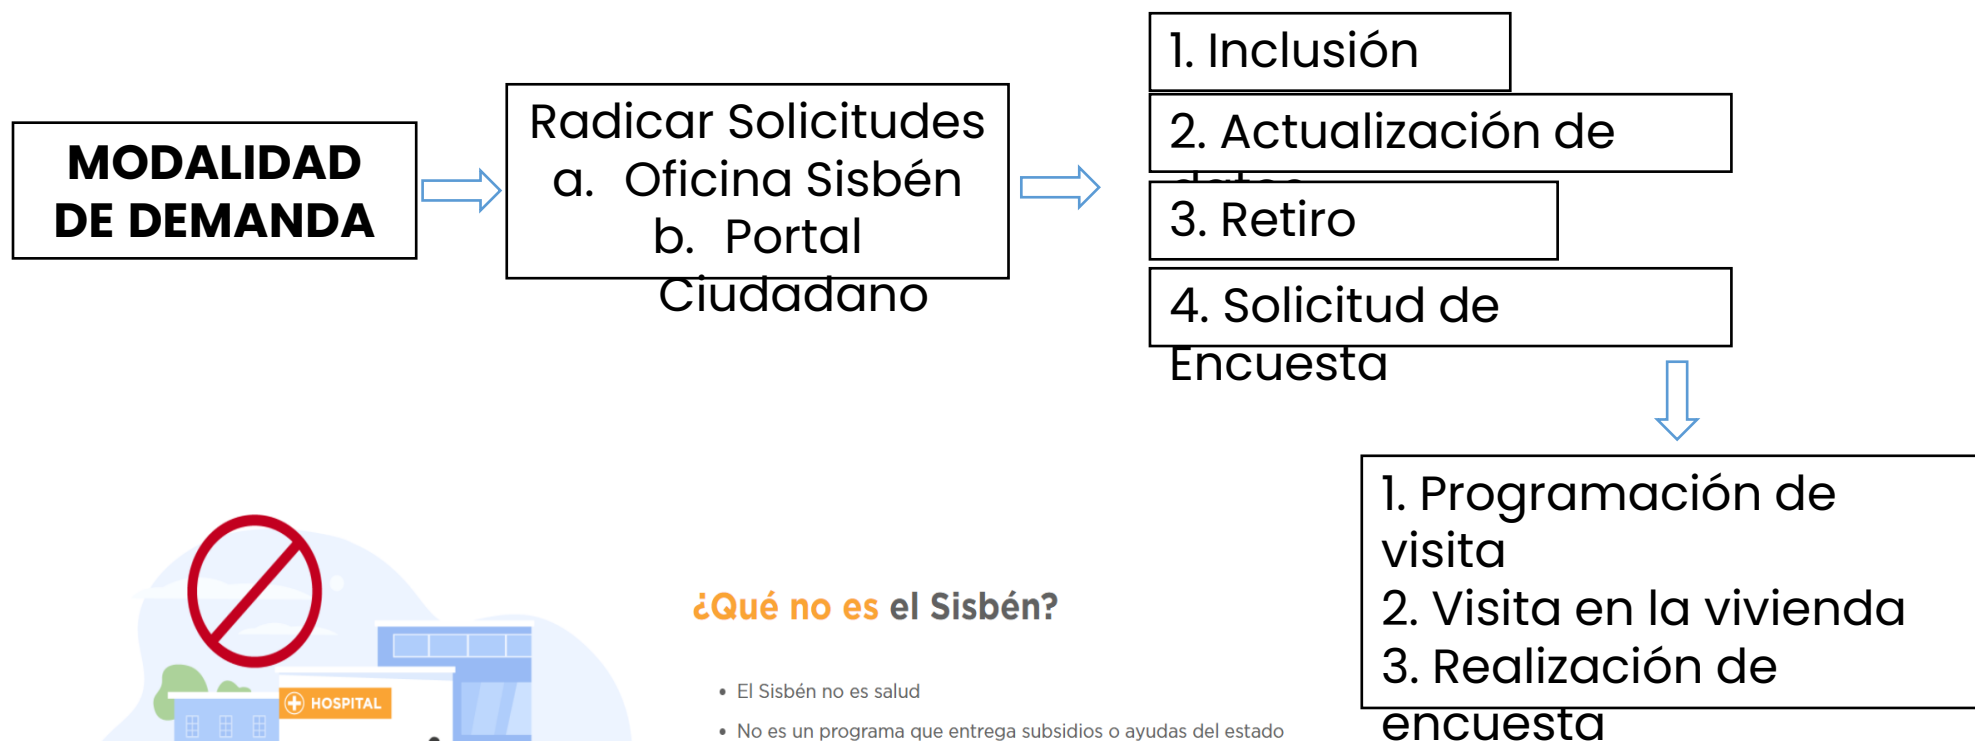 MODALIDAD
DE DEMANDA
Radicar Solicitudes
a. Oficina Sisbén
b. Portal
Ciudadano
1. Inclusión
2. Actualización de
3. Retiro
4. Solicitud de
Encuesta
1. Programación de
visita
2. Visita en la vivienda
3. Realización de
encuesta
HOSPITAL
¿Qué no es el Sisbén?
• El Sisbén no es salud
• No es un programa que entrega subsidios o ayudas del estado